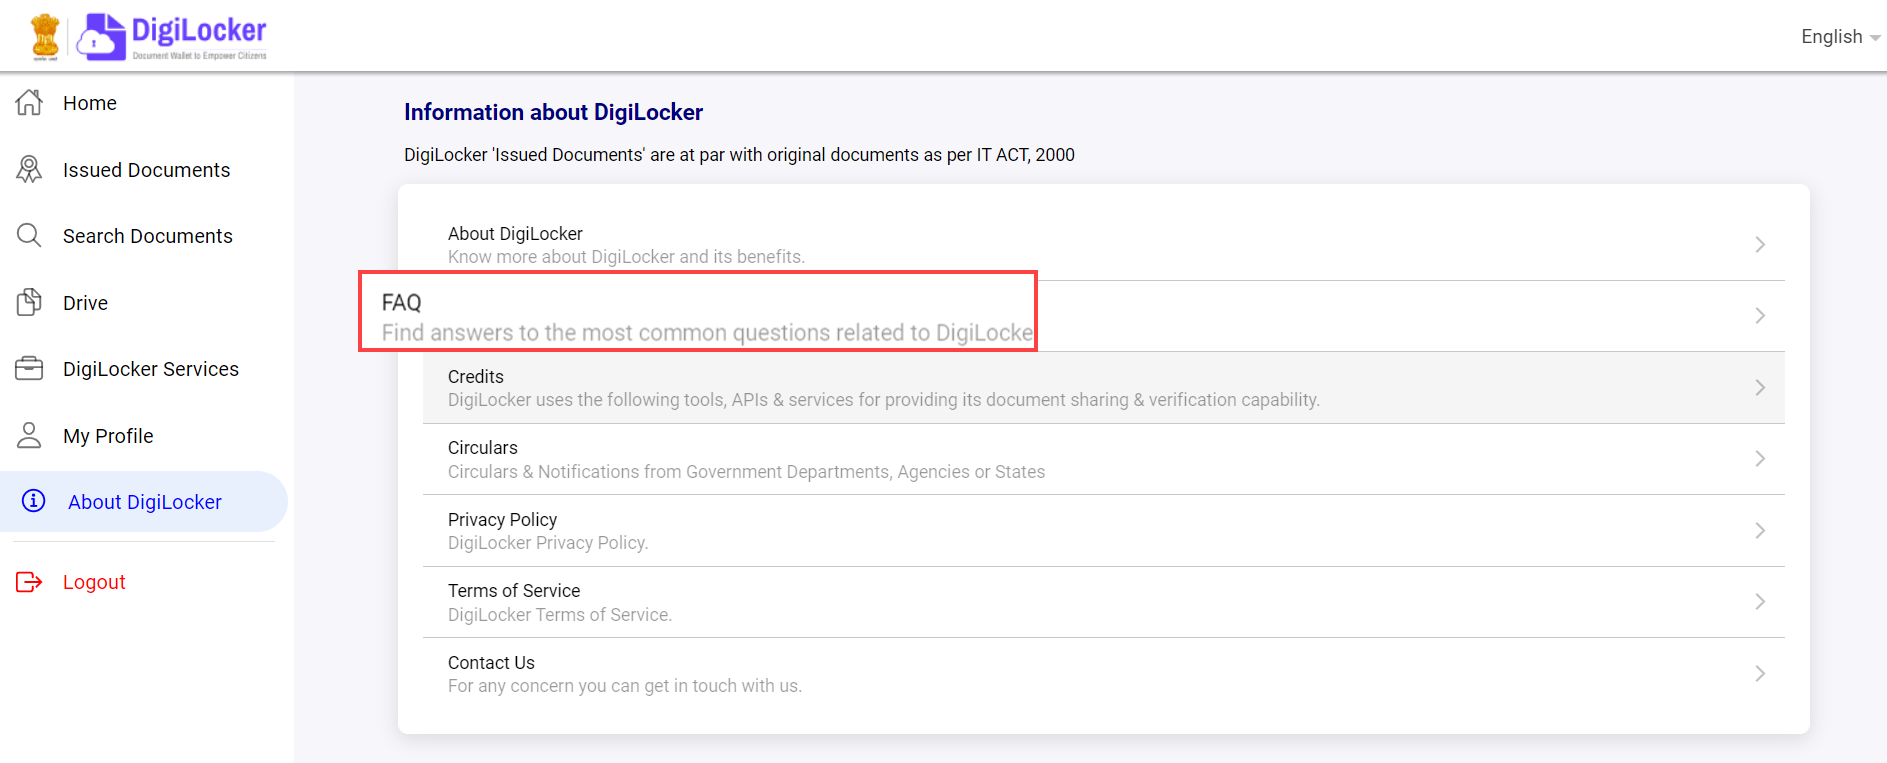 DigiLocker
Document Wallet to Empower Citizens
English
Home
Issued Documents
Search Documents
Drive
DigiLocker Services
My Profile
About DigiLocker
Logout
Information about DigiLocker
DigiLocker 'Issued Documents' are at par with original documents as per IT ACT, 2000
About DigiLocker
Know more about DigiLocker and its benefits.
FAQ
Find answers to the most common questions related to DigiLocke
Credits
DigiLocker uses the following tools, APIs & services for providing its document sharing & verification capability.
Circulars
Circulars & Notifications from Government Departments, Agencies or States
Privacy Policy
DigiLocker Privacy Policy.
Terms of Service
DigiLocker Terms of Service.
Contact Us
For any concern you can get in touch with us.